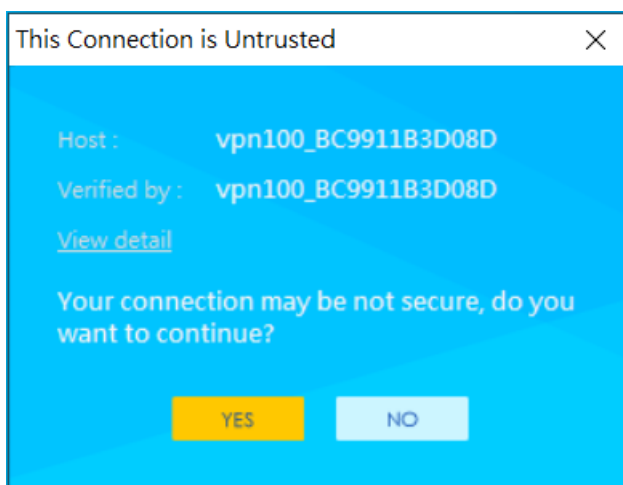 This Connection is Untrusted
Host : vpn100_BC9911B3D08D
Verified by : vpn100_BC9911B3D08D
View detail
Your connection may be not secure, do you
want to continue?
YES NO